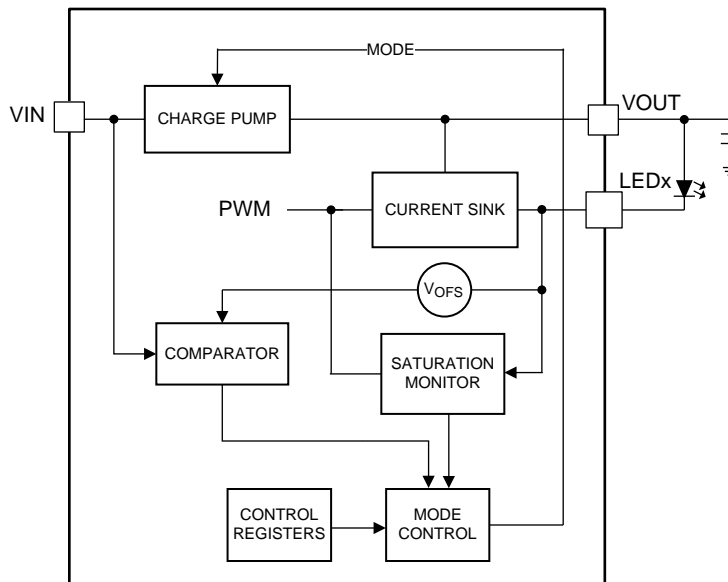 MODE
VIN
CHARGE PUMP
VOUT
LEDx
PWM
CURRENT SINK
VOFS
COMPARATOR
SATURATION
MONITOR
CONTROL
REGISTERS
MODE
CONTROL